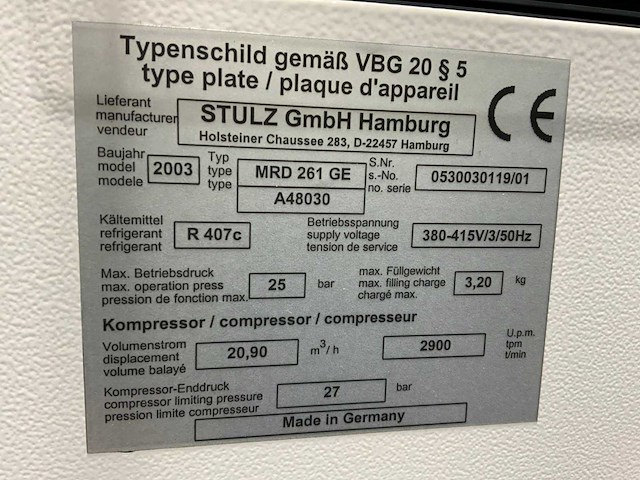 Typenschild gemäß VBG 20 § 5
type plate / plaque d'appareil
CE
Lieferant
manufacturer
vendeur
STULZ GmbH Hamburg
Holsteiner Chaussee 283, D-22457 Hamburg
Baujahr
model
modele
2003
Typ
type
type
MRD 261 GE
A48030
S.Nr.
s.-No.
no. serie
0530030119/01
Kältemittel
refrigerant
refrigerant
R 407c
Betriebsspannung
supply voltage
tension de service
380-415V/3/50Hz
Max. Betriebsdruck
max. operation press
pression de fonction max.
25
bar
max. Füllgewicht
max. filling charge
chargé max.
3,20
kg
Kompressor / compressor / compresseur
Volumenstrom
displacement
volume balayé
20,90
m³/h
2900
U.p.m.
tpm
t/min
Kompressor-Enddruck
compressor limiting pressure
pression limite compresseur
27
bar
Made in Germany